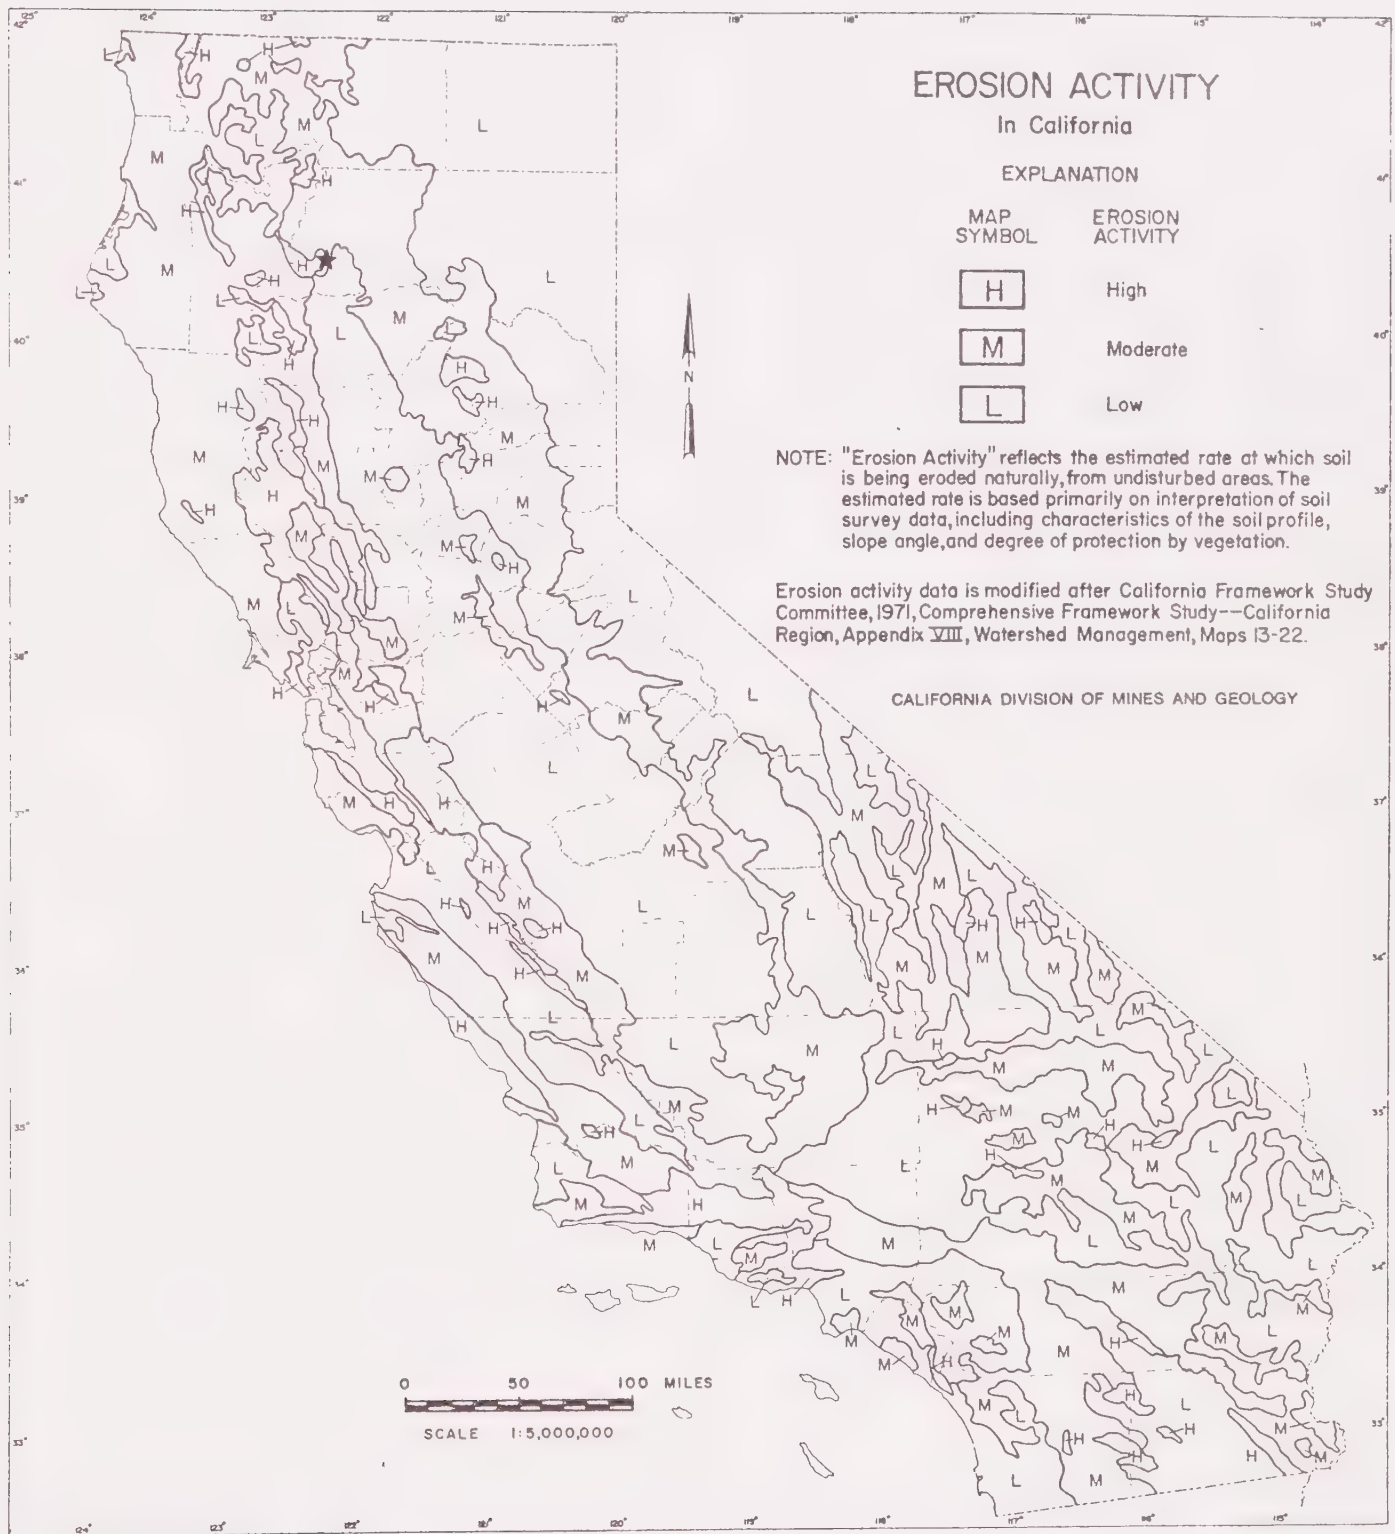 EROSION ACTIVITY
In California
EXPLANATION
MAP SYMBOL
EROSION ACTIVITY
H High
M Moderate
L Low
NOTE: "Erosion Activity" reflects the estimated rate at which soil
is being eroded naturally, from undisturbed areas. The
estimated rate is based primarily on interpretation of soil
survey data, including characteristics of the soil profile,
slope angle, and degree of protection by vegetation.
Erosion activity data is modified after California Framework Study
Committee, 1971, Comprehensive Framework Study--California
Region, Appendix VIII, Watershed Management, Maps 13-22.
CALIFORNIA DIVISION OF MINES AND GEOLOGY
N
0 50 100 MILES
SCALE 1:5,000,000